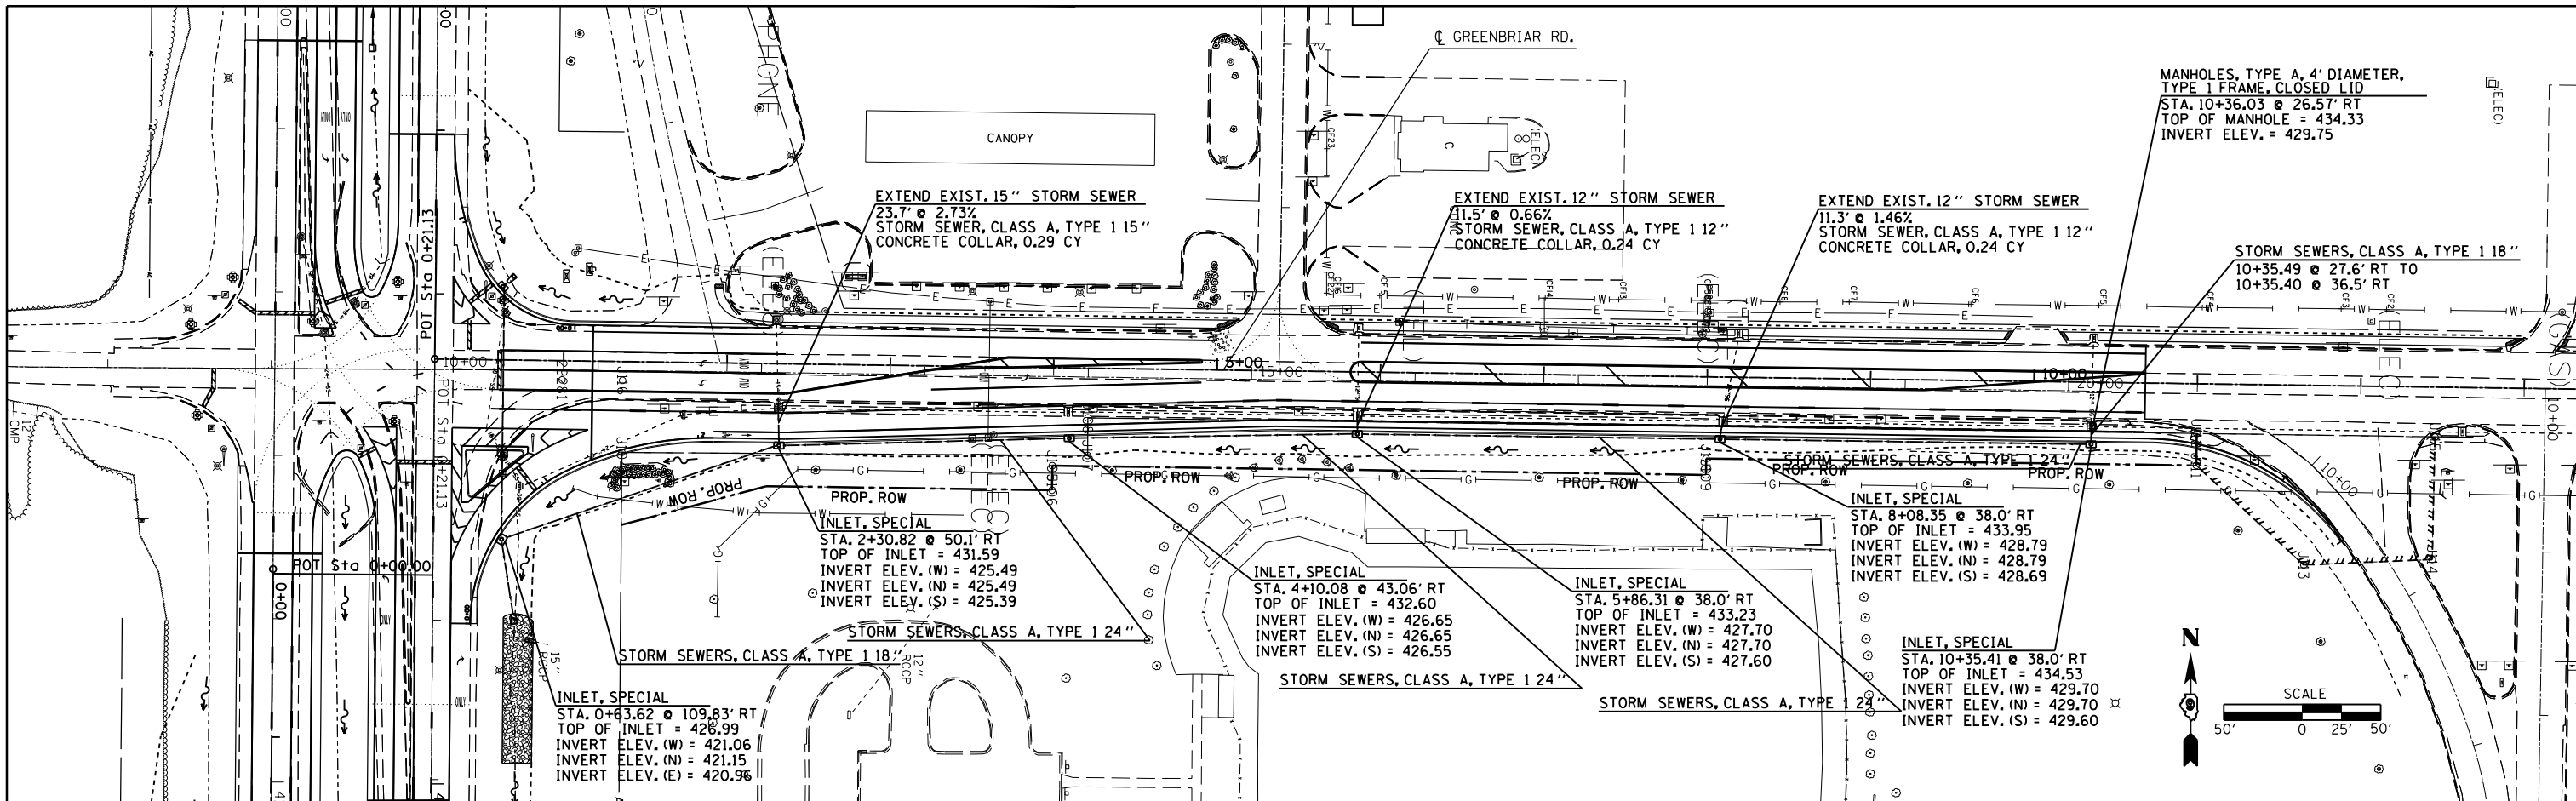 ℄ GREENBRIAR RD.
MANHOLES, TYPE A, 4' DIAMETER,
TYPE 1 FRAME, CLOSED LID
STA. 10+36.03 @ 26.57' RT
TOP OF MANHOLE = 434.33
INVERT ELEV. = 429.75
CANOPY
EXTEND EXIST. 15" STORM SEWER
23.7' @ 2.73%
STORM SEWER, CLASS A, TYPE 1 15"
CONCRETE COLLAR, 0.29 CY
EXTEND EXIST. 12" STORM SEWER
11.5' @ 0.66%
STORM SEWER, CLASS A, TYPE 1 12"
CONCRETE COLLAR, 0.24 CY
EXTEND EXIST. 12" STORM SEWER
11.3' @ 1.46%
STORM SEWER, CLASS A, TYPE 1 12"
CONCRETE COLLAR, 0.24 CY
STORM SEWERS, CLASS A, TYPE 1 18"
10+35.49 @ 27.6' RT TO
10+35.40 @ 36.5' RT
(ELEC)
(ELEC)
POT Sta 0+21.13
10+00
15+00
15+00
10+00
20+00
(ELEC)
(GAS)
10+00
10+00
POT Sta 0+21.13
POT Sta 0+00.00
0+00
12"
CMP
PROP. ROW
PROP. ROW
PROP. ROW
PROP. ROW
PROP. ROW
PROP. ROW
STORM SEWERS, CLASS A, TYPE 1 24"
INLET, SPECIAL
STA. 2+30.82 @ 50.1' RT
TOP OF INLET = 431.59
INVERT ELEV. (W) = 425.49
INVERT ELEV. (N) = 425.49
INVERT ELEV. (S) = 425.39
INLET, SPECIAL
STA. 8+08.35 @ 38.0' RT
TOP OF INLET = 433.95
INVERT ELEV. (W) = 428.79
INVERT ELEV. (N) = 428.79
INVERT ELEV. (S) = 428.69
INLET, SPECIAL
STA. 4+10.08 @ 43.06' RT
TOP OF INLET = 432.60
INVERT ELEV. (W) = 426.65
INVERT ELEV. (N) = 426.65
INVERT ELEV. (S) = 426.55
INLET, SPECIAL
STA. 5+86.31 @ 38.0' RT
TOP OF INLET = 433.23
INVERT ELEV. (W) = 427.70
INVERT ELEV. (N) = 427.70
INVERT ELEV. (S) = 427.60
STORM SEWERS, CLASS A, TYPE 1 24"
STORM SEWERS, CLASS A, TYPE 1 18"
15"
RCCP
12"
RCCP
STORM SEWERS, CLASS A, TYPE 1 24"
STORM SEWERS, CLASS A, TYPE 1 24"
INLET, SPECIAL
STA. 0+63.62 @ 109.83' RT
TOP OF INLET = 426.99
INVERT ELEV. (W) = 421.06
INVERT ELEV. (N) = 421.15
INVERT ELEV. (E) = 420.96
INLET, SPECIAL
STA. 10+35.41 @ 38.0' RT
TOP OF INLET = 434.53
INVERT ELEV. (W) = 429.70
INVERT ELEV. (N) = 429.70
INVERT ELEV. (S) = 429.60
N
SCALE
50' 0 25' 50'